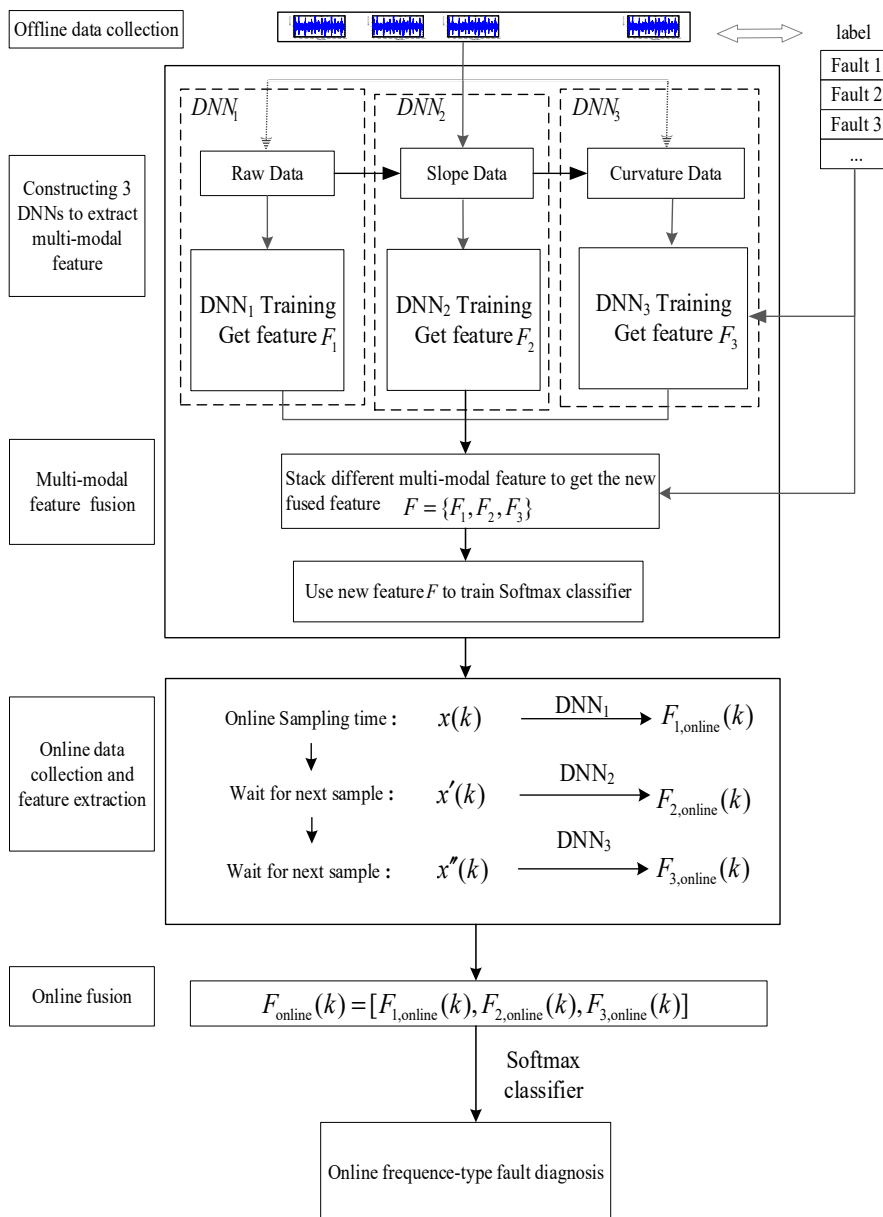 Offline data collection
label
Fault 1
Fault 2
Fault 3
...
Constructing 3
DNNs to extract
multi-modal
feature
DNN₁
DNN₂
DNN₃
Raw Data
Slope Data
Curvature Data
DNN₁ Training
Get feature F₁
DNN₂ Training
Get feature F₂
DNN₃ Training
Get feature F₃
Multi-modal
feature fusion
Stack different multi-modal feature to get the new
fused feature F = {F₁, F₂, F₃}
Use new feature F to train Softmax classifier
Online data
collection and
feature extraction
Online Sampling time : x(k) DNN₁ F₁,online(k)
Wait for next sample : x′(k) DNN₂ F₂,online(k)
Wait for next sample : x″(k) DNN₃ F₃,online(k)
Online fusion
Fonline(k) = [F₁,online(k), F₂,online(k), F₃,online(k)]
Softmax
classifier
Online frequence-type fault diagnosis